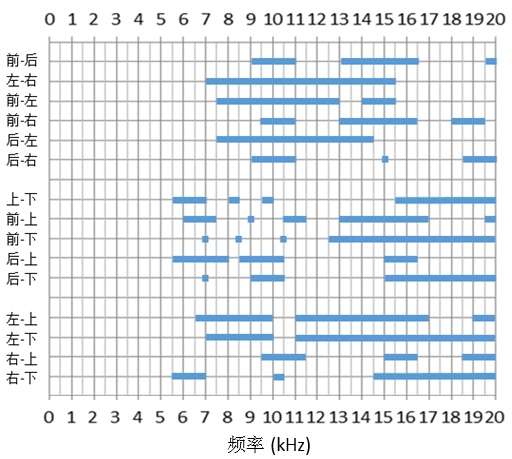 0 1 2 3 4 5 6 7 8 9 10 11 12 13 14 15 16 17 18 19 20
前-后
左-右
前-左
前-右
后-左
后-右
上-下
前-上
前-下
后-上
后-下
左-上
左-下
右-上
右-下
0 1 2 3 4 5 6 7 8 9 10 11 12 13 14 15 16 17 18 19 20
频率 (kHz)